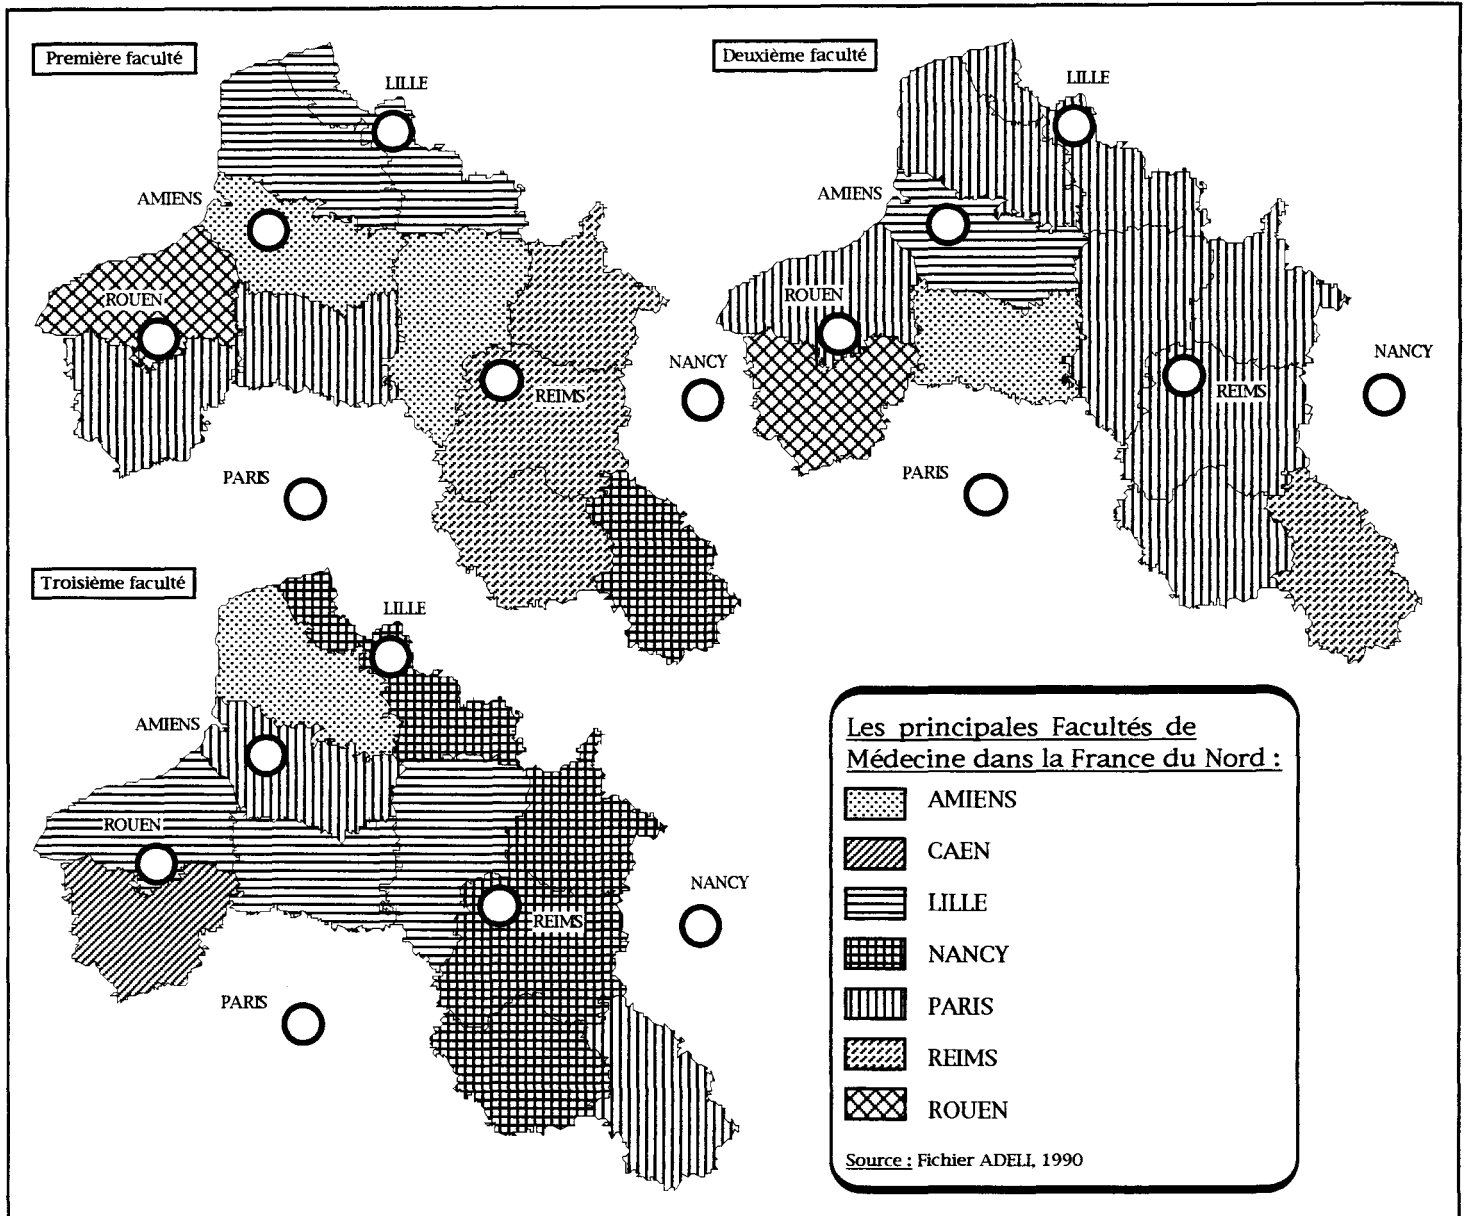 Première faculté
LILLE
AMIENS
ROUEN
REIMS
NANCY
PARIS
Deuxième faculté
LILLE
AMIENS
ROUEN
REIMS
NANCY
PARIS
Troisième faculté
LILLE
AMIENS
ROUEN
REIMS
NANCY
PARIS
Les principales Facultés de
Médecine dans la France du Nord :
AMIENS
CAEN
LILLE
NANCY
PARIS
REIMS
ROUEN
Source : Fichier ADELI, 1990